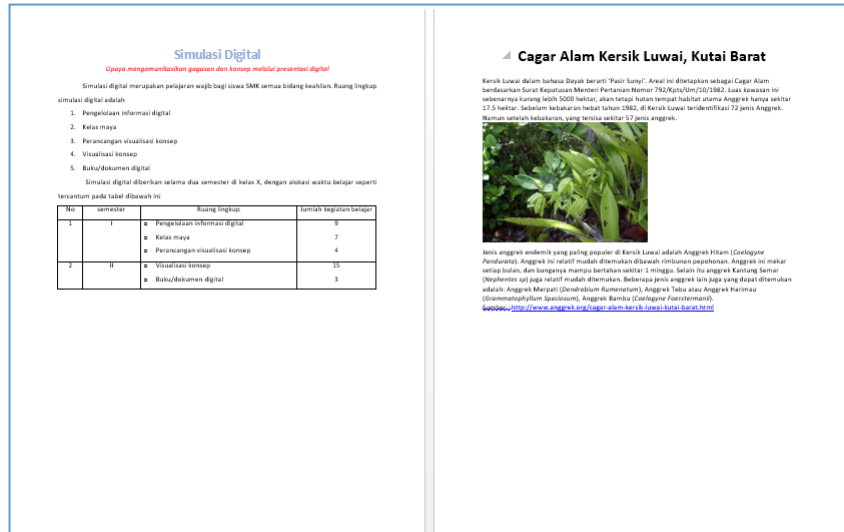 Simulasi Digital
Upaya mengomunikasikan gagasan dan konsep melalui presentasi digital
Simulasi digital merupakan pelajaran wajib bagi siswa SMK semua bidang keahlian. Ruang lingkup
simulasi digital adalah
1. Pengelolaan informasi digital
2. Kelas maya
3. Perancangan visualisasi konsep
4. Visualisasi konsep
5. Buku/dokumen digital
Simulasi digital diberikan selama dua semester di kelas X, dengan alokasi waktu belajar seperti
tercantum pada tabel dibawah ini
No semester Ruang lingkup Jumlah kegiatan belajar
1 I Pengelolaan informasi digital 9
Kelas maya 7
Perancangan visualisasi konsep 4
2 II Visualisasi konsep 15
Buku/dokumen digital 3
Cagar Alam Kersik Luwai, Kutai Barat
Kersik Luwai dalam bahasa Dayak berarti 'Pasir Sunyi'. Areal ini ditetapkan sebagai Cagar Alam
berdasarkan Surat Keputusan Menteri Pertanian Nomor 792/Kpts/Um/10/1982. Luas kawasan ini
sebenarnya kurang lebih 5000 hektar, akan tetapi hutan tempat habitat utama Anggrek hanya sekitar
17.5 hektar. Sebelum kebakaran hebat tahun 1982, di Kersik Luwai teridentifikasi 72 jenis Anggrek.
Namun setelah kebakaran, yang tersisa sekitar 57 jenis anggrek.
Jenis anggrek endemik yang paling populer di Kersik Luwai adalah Anggrek Hitam (Coelogyne
Pandurata). Anggrek ini relatif mudah ditemukan dibawah rimbunan pepohonan. Anggrek ini mekar
setiap bulan, dan bunganya mampu bertahan sekitar 1 minggu. Selain itu anggrek Kantung Semar
(Nephentes sp) juga relatif mudah ditemukan. Beberapa jenis anggrek lain juga yang dapat ditemukan
adalah: Anggrek Merpati (Dendrobium Rumenatum), Anggrek Tebu atau Anggrek Harimau
(Grammatophyllum Speciosum), Anggrek Bambu (Coelogyne Foerstermanii).
Sumber : http://www.anggrek.org/cagar-alam-kersik-luwai-kutai-barat.html